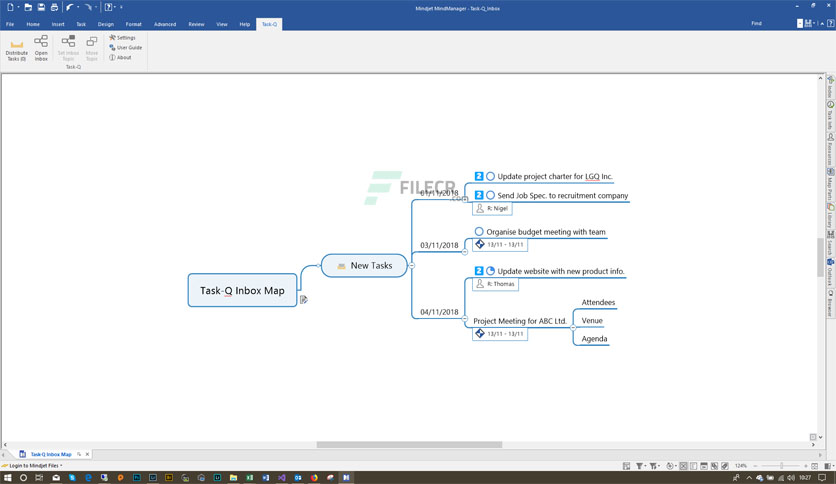 Mindjet MindManager - Task-Q_Inbox
File Home Insert Task Design Format Advanced Review View Help Task-Q Find
Distribute Tasks (0)
Open Inbox
Set Inbox Topic
Move Topic
Settings
User Guide
About
Task-Q
FILECR
.com
Task-Q Inbox Map
New Tasks
01/11/2018
Update project charter for LGQ Inc.
Send Job Spec. to recruitment company
R: Nigel
03/11/2018
Organise budget meeting with team
13/11 - 13/11
04/11/2018
Update website with new product info.
R: Thomas
Project Meeting for ABC Ltd.
13/11 - 13/11
Attendees
Venue
Agenda
Index
Task Info
Resources
Map Parts
Library
Search
Outlook
Browser
Task-Q Inbox Map
Login to Mindjet Files
124%
10:27